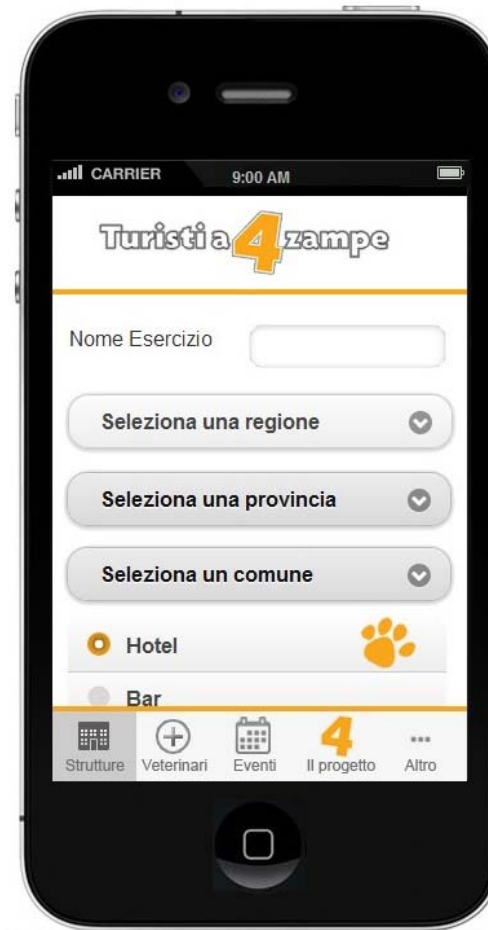 CARRIER 9:00 AM
Turisti a 4 zampe
Nome Esercizio
Seleziona una regione
Seleziona una provincia
Seleziona un comune
Hotel
Bar
Strutture Veterinari Eventi 4 Il progetto Altro